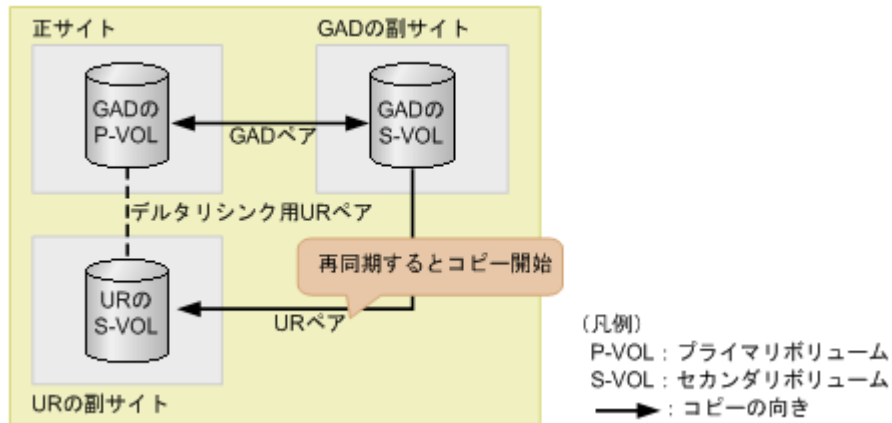 正サイト
GADの副サイト
GADの
P-VOL
GADの
S-VOL
GADペア
デルタリシンク用URペア
再同期するとコピー開始
URの
S-VOL
URペア
URの副サイト
(凡例)
P-VOL：プライマリボリューム
S-VOL：セカンダリボリューム
：コピーの向き